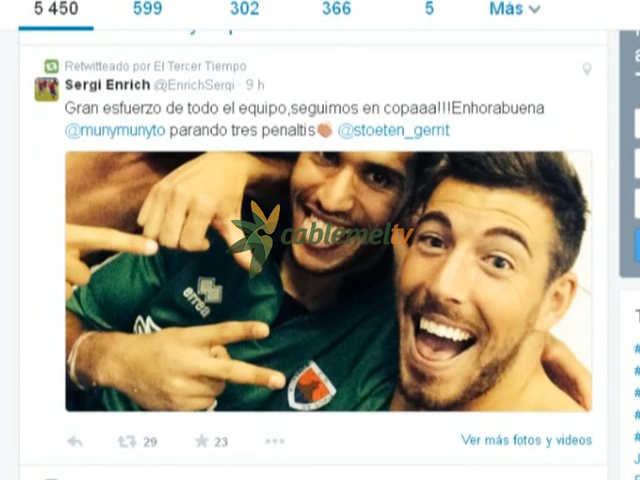 5 450 599 302 366 5 Más
Retwitteado por El Tercer Tiempo
Sergi Enrich @EnrichSergi · 9 h
Gran esfuerzo de todo el equipo,seguimos en copaaa!!!Enhorabuena
@munymunyto parando tres penaltis @stoeten_gerrit
cablemeltv
errea
29 23 Ver más fotos y videos